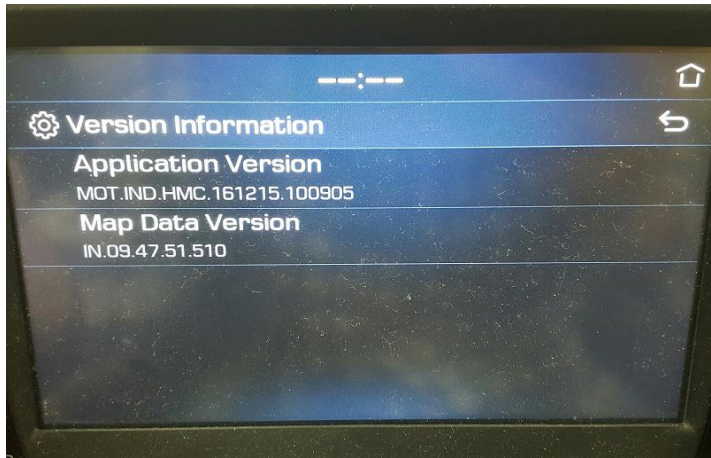 --:--
Version Information
Application Version
MOT.IND.HMC.161215.100905
Map Data Version
IN.09.47.51.510